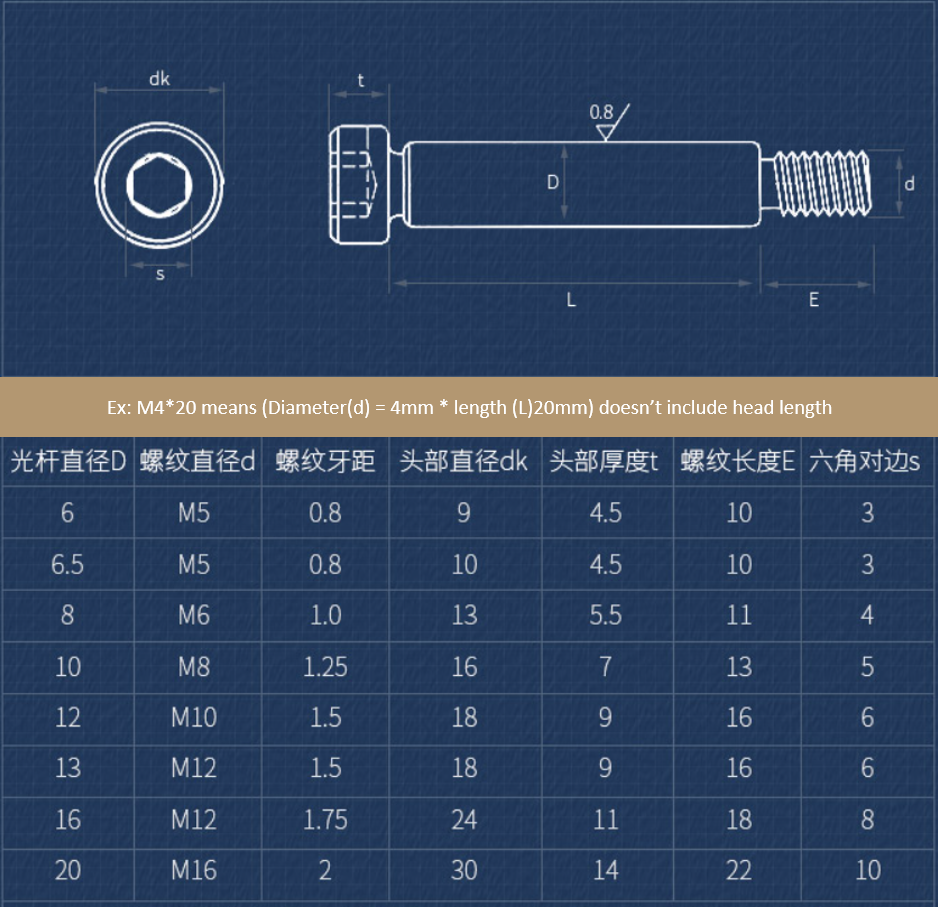 dk
t
0.8
D
d
s
L
E
Ex: M4*20 means (Diameter(d) = 4mm * length (L)20mm) doesn’t include head length
光杆直径D 螺纹直径d 螺纹牙距 头部直径dk 头部厚度t 螺纹长度E 六角对边s
6 M5 0.8 9 4.5 10 3
6.5 M5 0.8 10 4.5 10 3
8 M6 1.0 13 5.5 11 4
10 M8 1.25 16 7 13 5
12 M10 1.5 18 9 16 6
13 M12 1.5 18 9 16 6
16 M12 1.75 24 11 18 8
20 M16 2 30 14 22 10